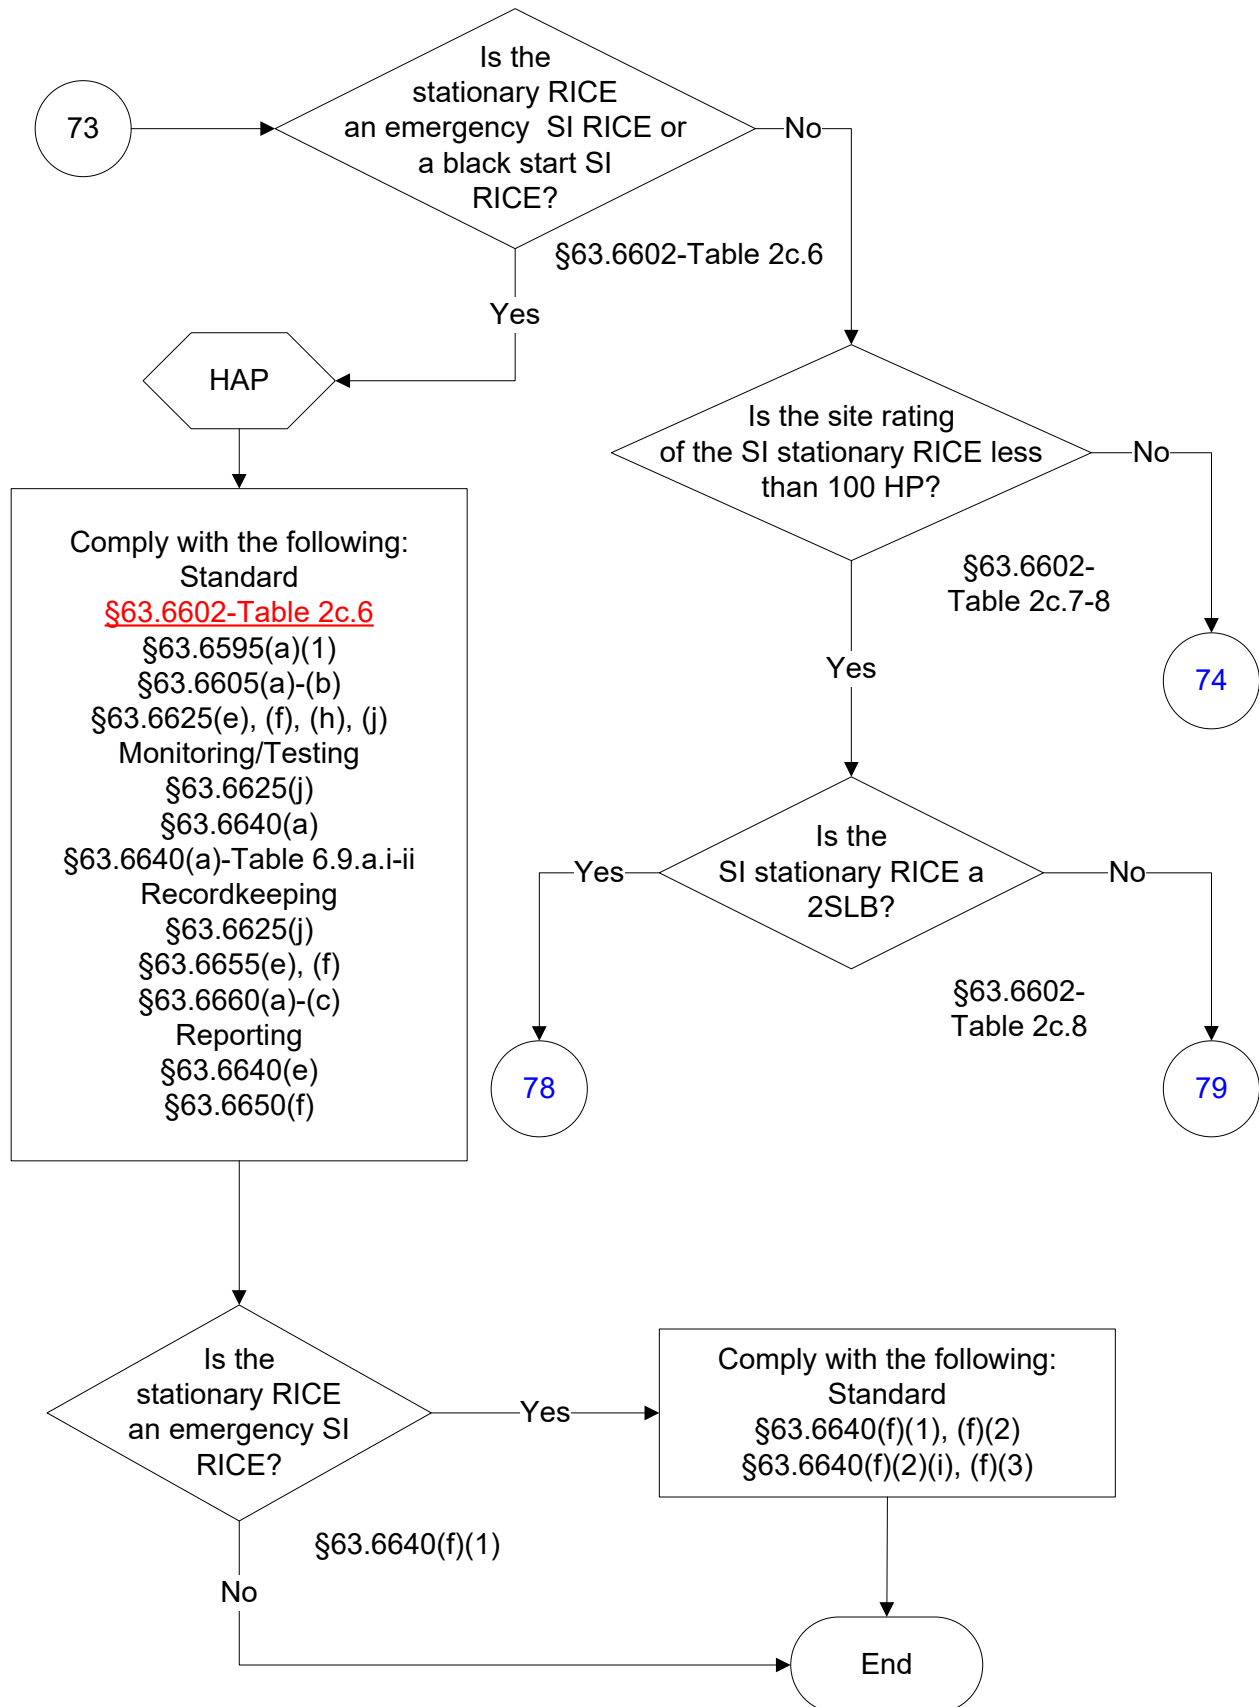 73
Is the
stationary RICE
an emergency SI RICE or
a black start SI
RICE?
No
§63.6602-Table 2c.6
Yes
HAP
Is the site rating
of the SI stationary RICE less
than 100 HP?
No
§63.6602-
Table 2c.7-8
74
Yes
Comply with the following:
Standard
§63.6602-Table 2c.6
§63.6595(a)(1)
§63.6605(a)-(b)
§63.6625(e), (f), (h), (j)
Monitoring/Testing
§63.6625(j)
§63.6640(a)
§63.6640(a)-Table 6.9.a.i-ii
Recordkeeping
§63.6625(j)
§63.6655(e), (f)
§63.6660(a)-(c)
Reporting
§63.6640(e)
§63.6650(f)
Is the
SI stationary RICE a
2SLB?
Yes
No
§63.6602-
Table 2c.8
78
79
Is the
stationary RICE
an emergency SI
RICE?
Yes
Comply with the following:
Standard
§63.6640(f)(1), (f)(2)
§63.6640(f)(2)(i), (f)(3)
§63.6640(f)(1)
No
End